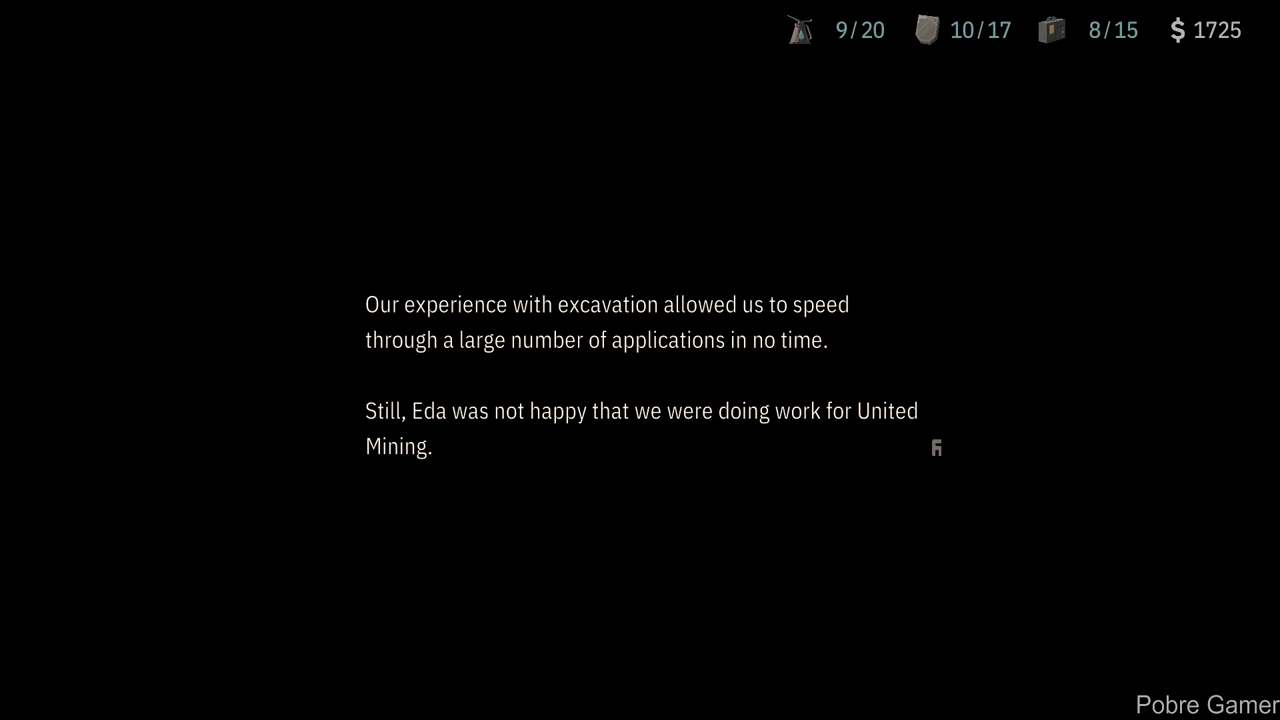 9/20 10/17 8/15 $ 1725
Our experience with excavation allowed us to speed
through a large number of applications in no time.
Still, Eda was not happy that we were doing work for United
Mining.
Pobre Gamer